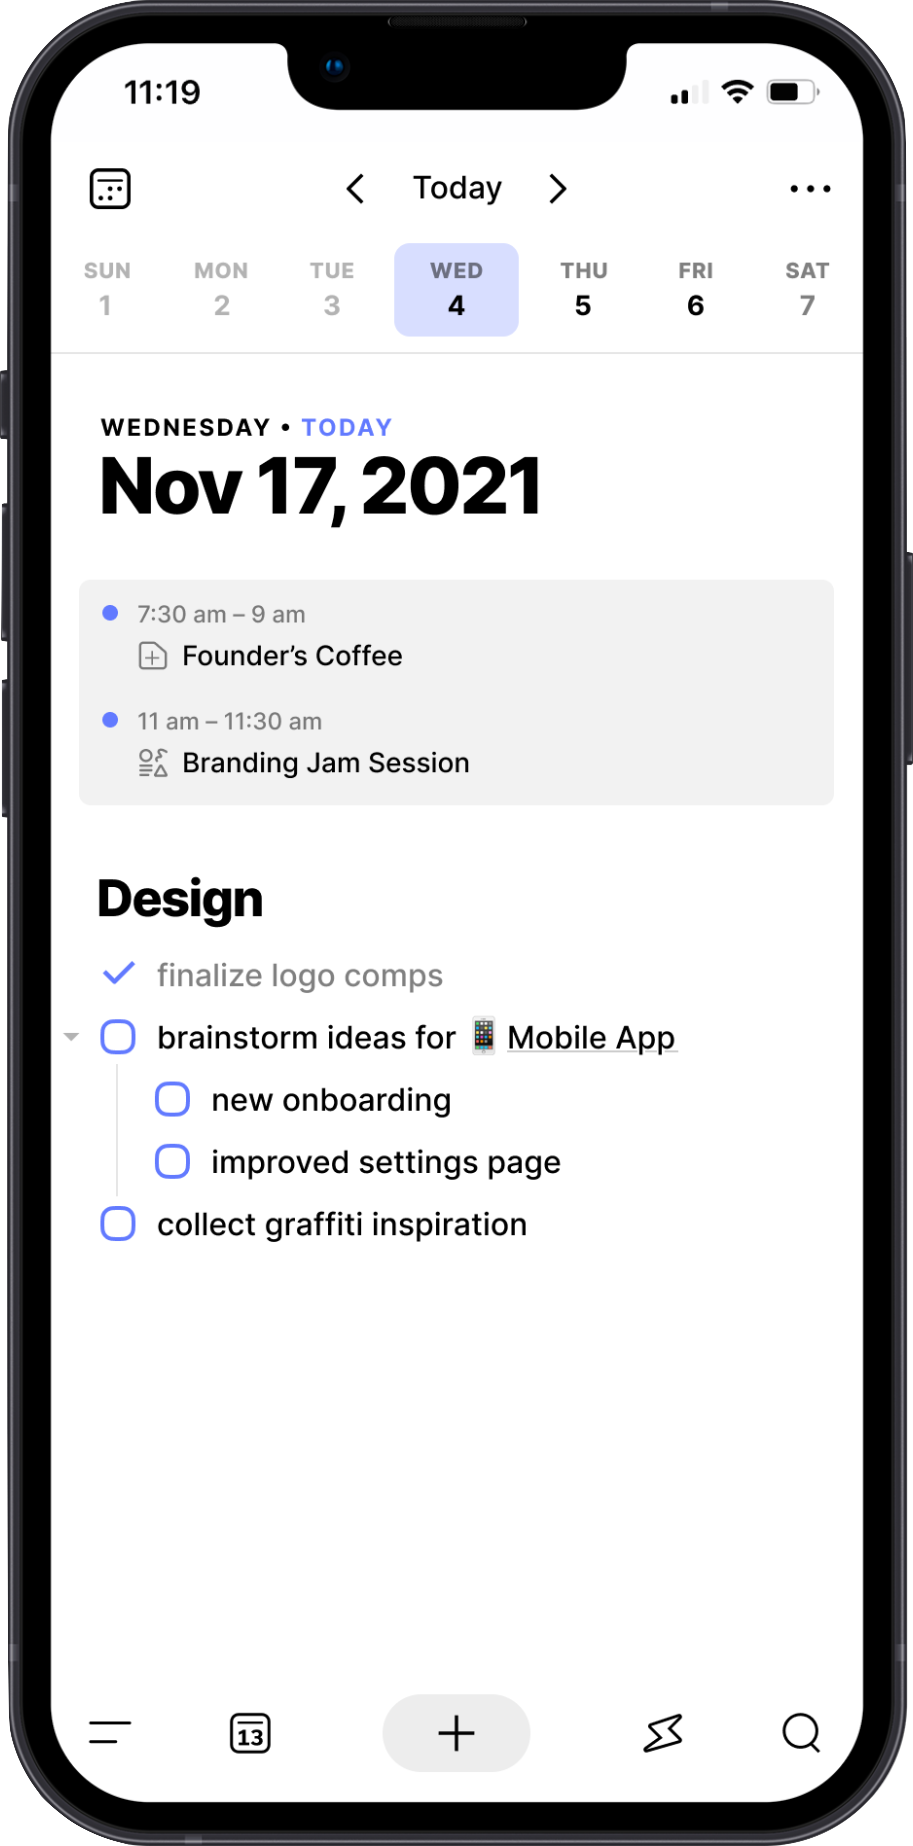 11:19
Today
SUN MON TUE WED THU FRI SAT
1 2 3 4 5 6 7
WEDNESDAY • TODAY
Nov 17, 2021
7:30 am – 9 am
Founder’s Coffee
11 am – 11:30 am
Branding Jam Session
Design
finalize logo comps
brainstorm ideas for 📱 Mobile App
new onboarding
improved settings page
collect graffiti inspiration
13